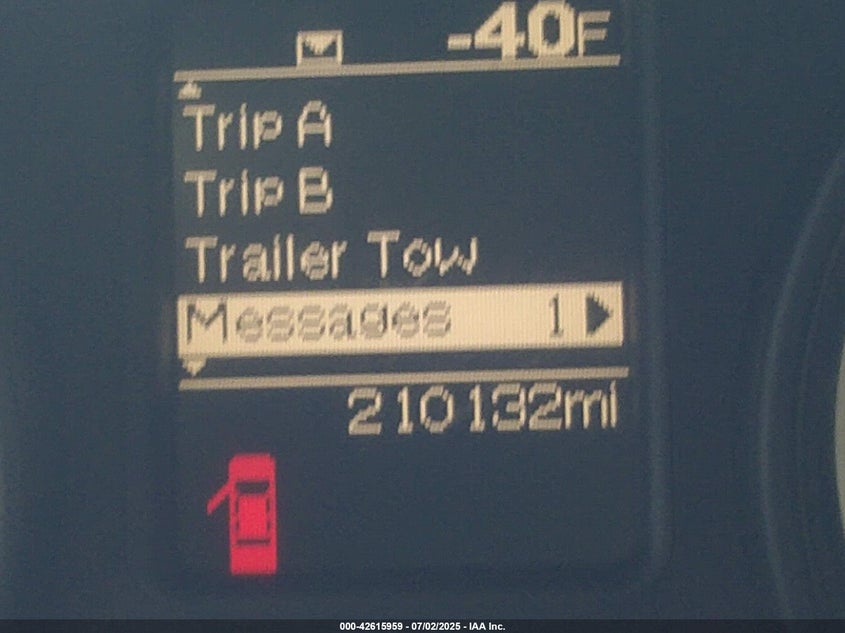 -40F
Trip A
Trip B
Trailer Tow
Messages 1
210132mi
000-42615959 - 07/02/2025 - IAA Inc.